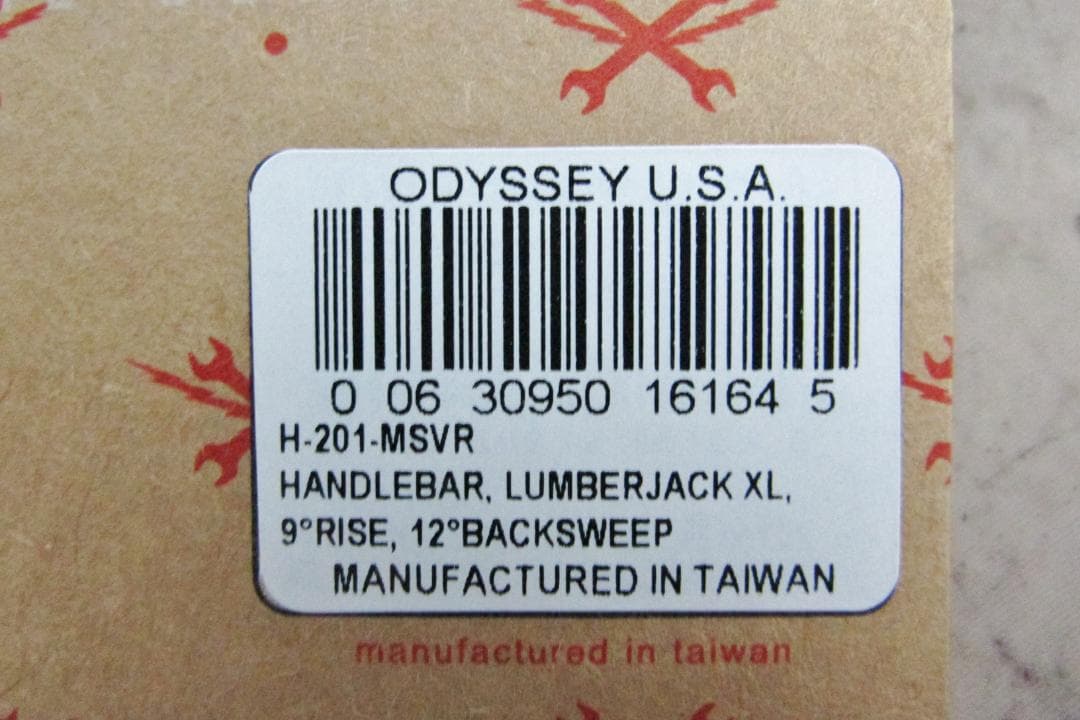 ODYSSEY U.S.A.
0 06 30950 16164 5
H-201-MSVR
HANDLEBAR, LUMBERJACK XL,
9°RISE, 12°BACKSWEEP
MANUFACTURED IN TAIWAN
manufactured in taiwan